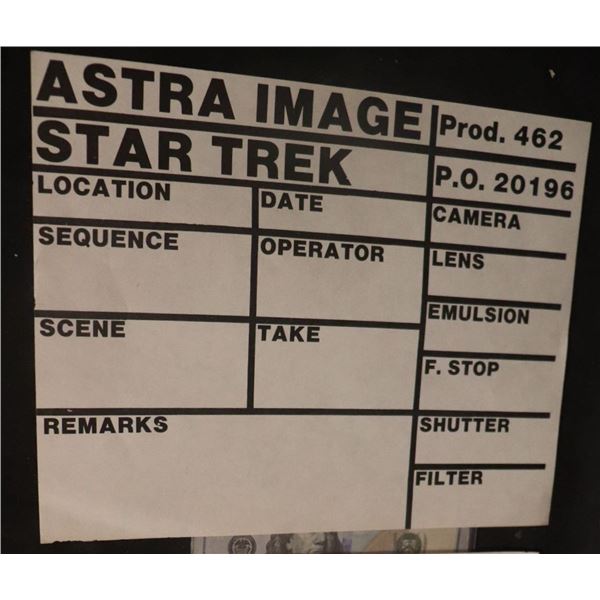 ASTRA IMAGE
Prod. 462
STAR TREK
P.O. 20196
LOCATION
DATE
CAMERA
SEQUENCE
OPERATOR
LENS
EMULSION
SCENE
TAKE
F. STOP
REMARKS
SHUTTER
FILTER